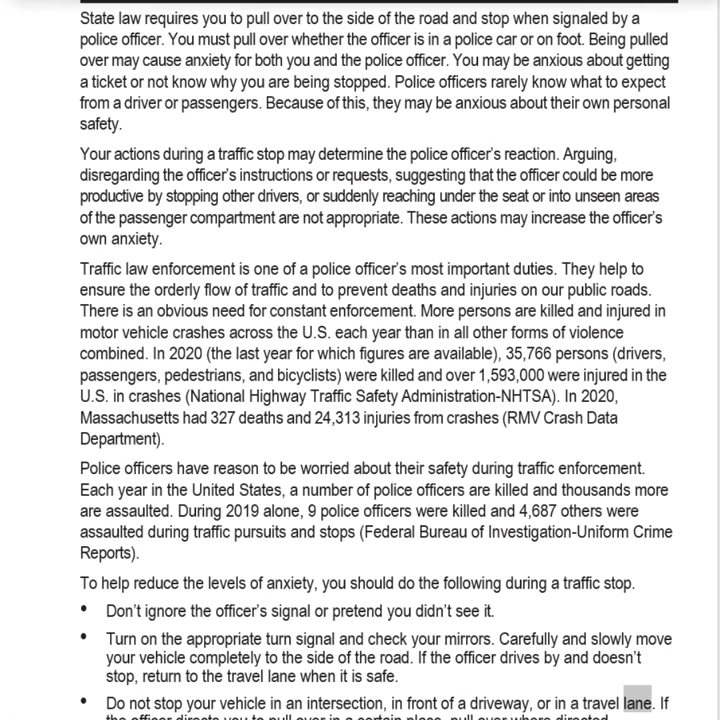 State law requires you to pull over to the side of the road and stop when signaled by a
police officer. You must pull over whether the officer is in a police car or on foot. Being pulled
over may cause anxiety for both you and the police officer. You may be anxious about getting
a ticket or not know why you are being stopped. Police officers rarely know what to expect
from a driver or passengers. Because of this, they may be anxious about their own personal
safety.
Your actions during a traffic stop may determine the police officer's reaction. Arguing,
disregarding the officer's instructions or requests, suggesting that the officer could be more
productive by stopping other drivers, or suddenly reaching under the seat or into unseen areas
of the passenger compartment are not appropriate. These actions may increase the officer's
own anxiety.
Traffic law enforcement is one of a police officer's most important duties. They help to
ensure the orderly flow of traffic and to prevent deaths and injuries on our public roads.
There is an obvious need for constant enforcement. More persons are killed and injured in
motor vehicle crashes across the U.S. each year than in all other forms of violence
combined. In 2020 (the last year for which figures are available), 35,766 persons (drivers,
passengers, pedestrians, and bicyclists) were killed and over 1,593,000 were injured in the
U.S. in crashes (National Highway Traffic Safety Administration-NHTSA). In 2020,
Massachusetts had 327 deaths and 24,313 injuries from crashes (RMV Crash Data
Department).
Police officers have reason to be worried about their safety during traffic enforcement.
Each year in the United States, a number of police officers are killed and thousands more
are assaulted. During 2019 alone, 9 police officers were killed and 4,687 others were
assaulted during traffic pursuits and stops (Federal Bureau of Investigation-Uniform Crime
Reports).
To help reduce the levels of anxiety, you should do the following during a traffic stop.
• Don't ignore the officer's signal or pretend you didn't see it.
• Turn on the appropriate turn signal and check your mirrors. Carefully and slowly move
your vehicle completely to the side of the road. If the officer drives by and doesn't
stop, return to the travel lane when it is safe.
• Do not stop your vehicle in an intersection, in front of a driveway, or in a travel lane. If
the officer directs you to pull over in a certain place, pull over where directed.